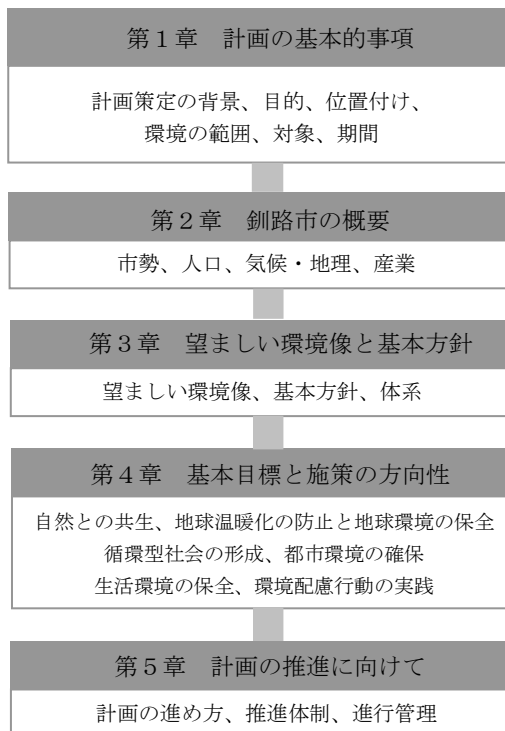 第１章　計画の基本的事項
計画策定の背景、目的、位置付け、
環境の範囲、対象、期間
第２章　釧路市の概要
市勢、人口、気候・地理、産業
第３章　望ましい環境像と基本方針
望ましい環境像、基本方針、体系
第４章　基本目標と施策の方向性
自然との共生、地球温暖化の防止と地球環境の保全
循環型社会の形成、都市環境の確保
生活環境の保全、環境配慮行動の実践
第５章　計画の推進に向けて
計画の進め方、推進体制、進行管理